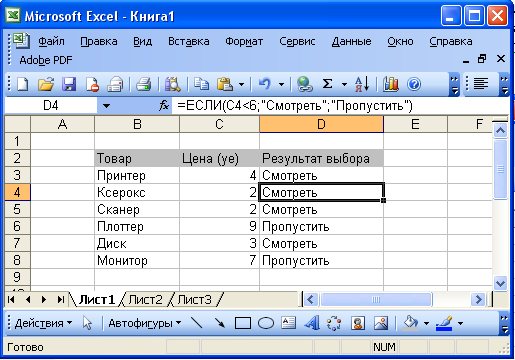 Microsoft Excel - Книга1
Файл Правка Вид Вставка Формат Сервис Данные Окно Справка
Adobe PDF
Ж К Ч
D4 fx =ЕСЛИ(C4<6;"Смотреть";"Пропустить")
A B C D E F
1
2 Товар Цена (уе) Результат выбора
3 Принтер 4 Смотреть
4 Ксерокс 2 Смотреть
5 Сканер 2 Смотреть
6 Плоттер 9 Пропустить
7 Диск 3 Смотреть
8 Монитор 7 Пропустить
9
Лист1 Лист2 Лист3
Действия Автофигуры
Готово NUM